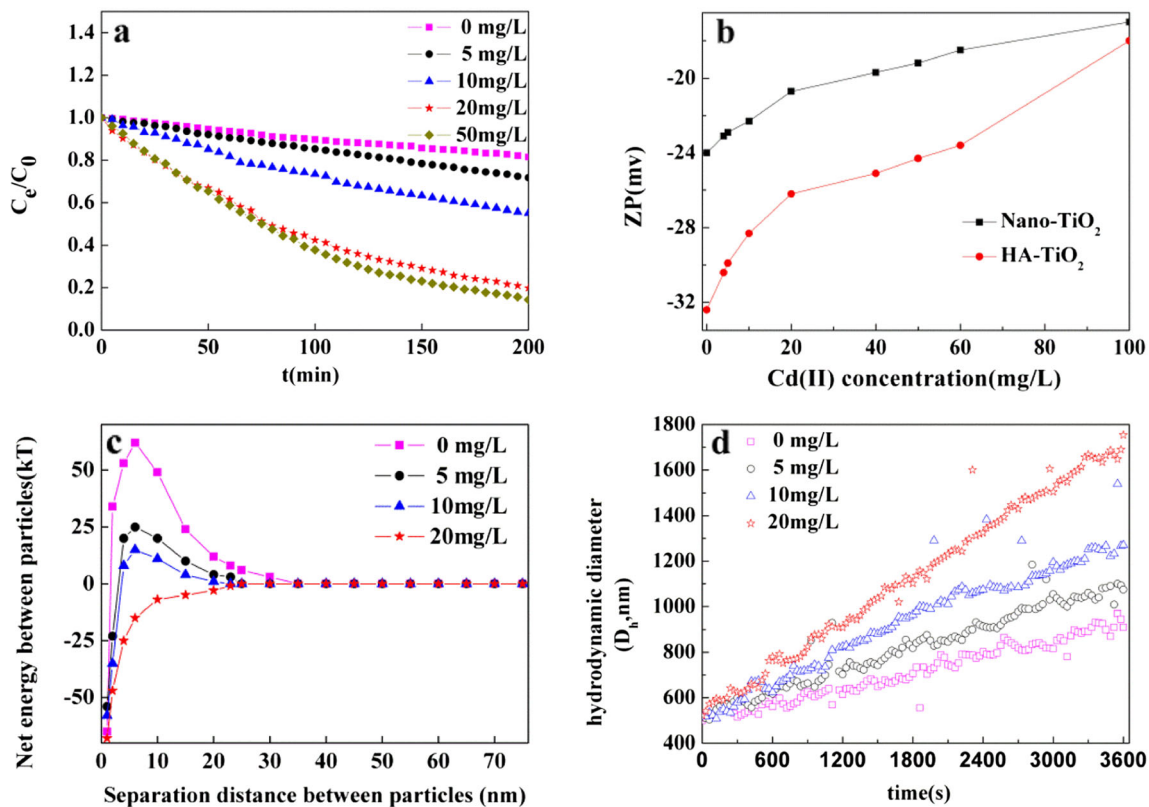 a
0 mg/L
5 mg/L
10mg/L
20mg/L
50mg/L
1.4
1.2
1.0
0.8
0.6
0.4
0.2
0.0
0 50 100 150 200
C_e/C_0
t(min)
b
-20
-24
-28
-32
0 20 40 60 80 100
ZP(mv)
Nano-TiO₂
HA-TiO₂
Cd(II) concentration(mg/L)
c
0 mg/L
5 mg/L
10mg/L
20mg/L
50
25
0
-25
-50
0 10 20 30 40 50 60 70
Net energy between particles(kT)
Separation distance between particles (nm)
d
0 mg/L
5 mg/L
10mg/L
20mg/L
1800
1600
1400
1200
1000
800
600
400
0 600 1200 1800 2400 3000 3600
hydrodynamic diameter
(D_h,nm)
time(s)